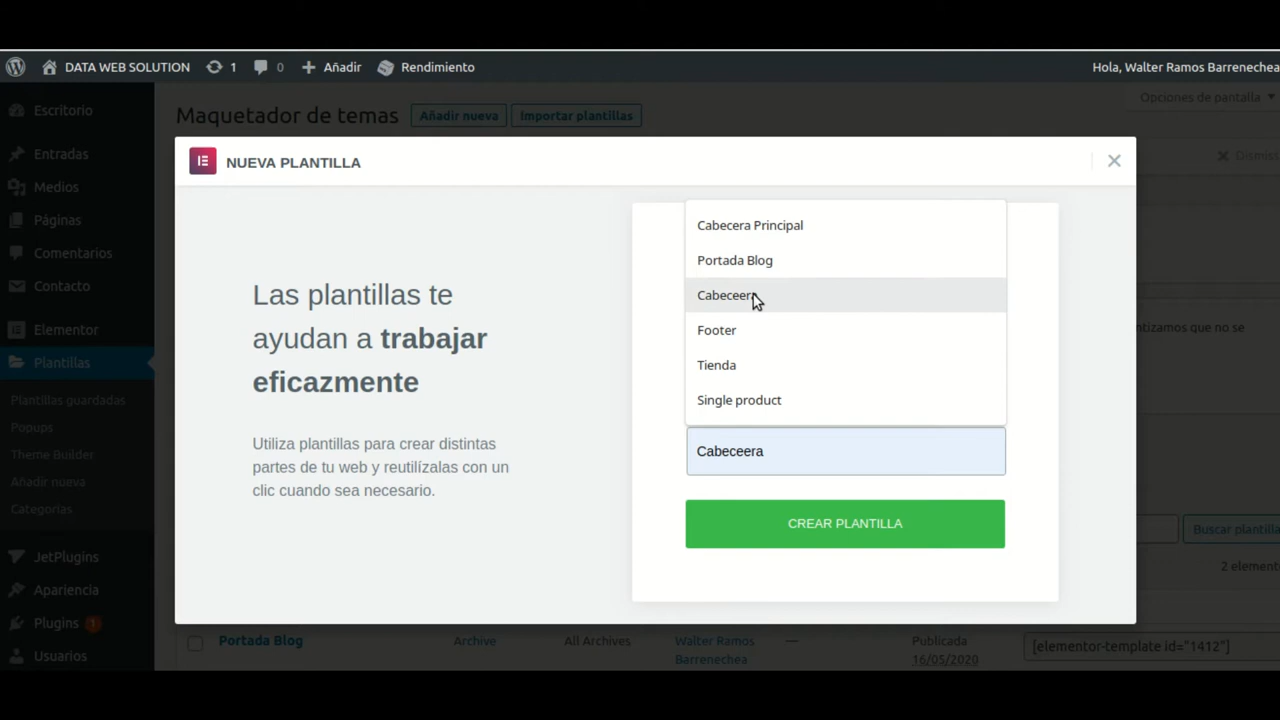 DATA WEB SOLUTION 1 0 Añadir Rendimiento Hola, Walter Ramos Barrenechea
Escritorio
Entradas
Medios
Páginas
Comentarios
Contacto
Elementor
Plantillas
Plantillas guardadas
Popups
Theme Builder
Añadir nueva
Categorías
JetPlugins
Apariencia
Plugins 1
Usuarios
Opciones de pantalla
Maquetador de temas Añadir nueva Importar plantillas
NUEVA PLANTILLA
Las plantillas te
ayudan a trabajar
eficazmente
Utiliza plantillas para crear distintas
partes de tu web y reutilízalas con un
clic cuando sea necesario.
Cabecera Principal
Portada Blog
Cabeceera
Footer
Tienda
Single product
Cabeceera
CREAR PLANTILLA
ntizamos que no se
Buscar plantilla
2 element
Portada Blog Archive All Archives Walter Ramos — Publicada [elementor-template id="1412"]
Barrenechea 16/05/2020